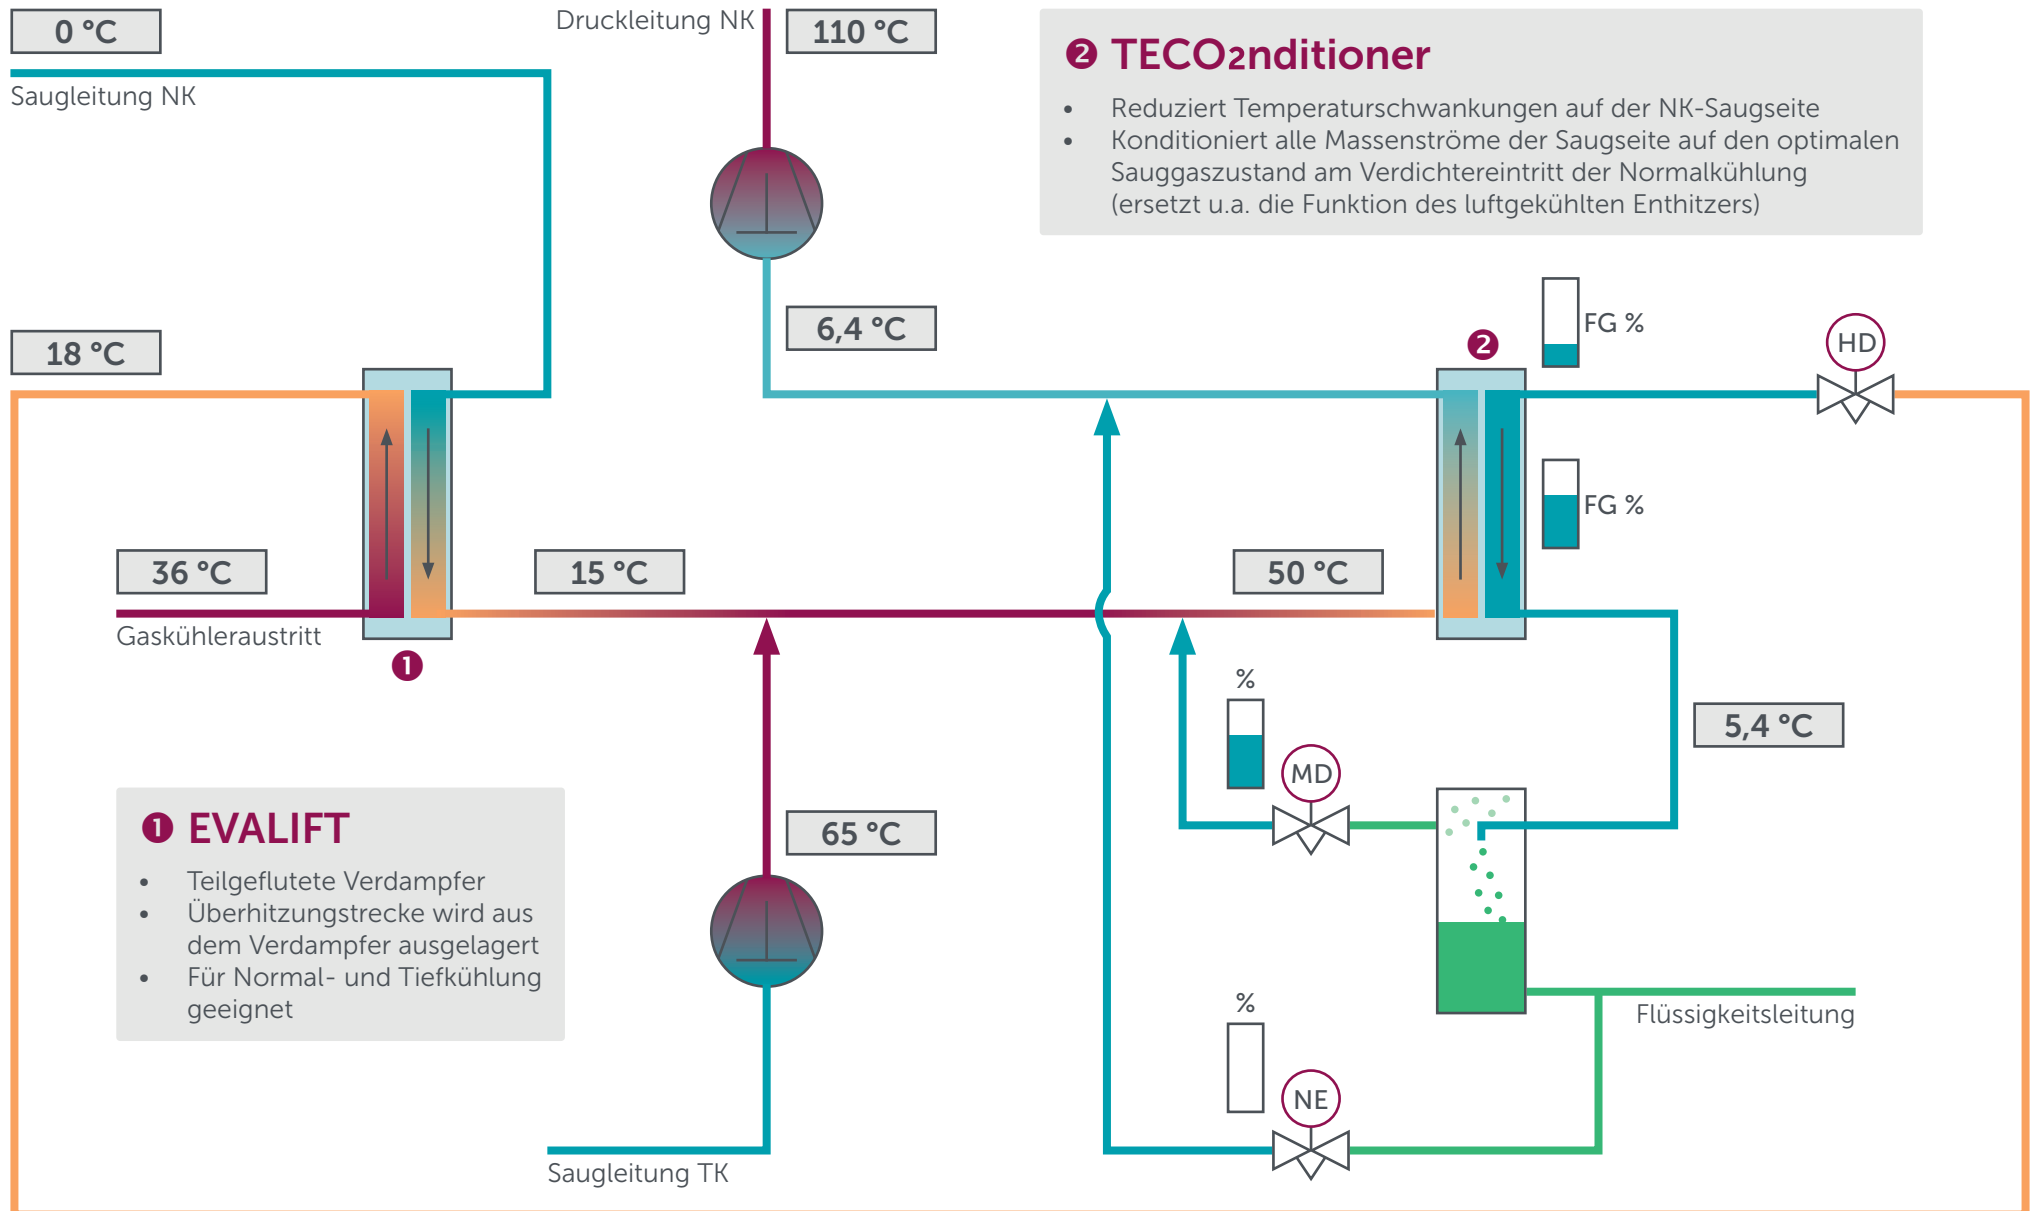 0 °C
Saugleitung NK
Druckleitung NK
110 °C
❷ TECO2nditioner
• Reduziert Temperaturschwankungen auf der NK-Saugseite
• Konditioniert alle Massenströme der Saugseite auf den optimalen
Sauggaszustand am Verdichtereintritt der Normalkühlung
(ersetzt u.a. die Funktion des luftgekühlten Enthitzers)
18 °C
6,4 °C
❷
FG %
HD
FG %
36 °C
Gaskühleraustritt
❶
15 °C
50 °C
%
MD
5,4 °C
❶ EVALIFT
• Teilgeflutete Verdampfer
• Überhitzungstrecke wird aus
dem Verdampfer ausgelagert
• Für Normal- und Tiefkühlung
geeignet
65 °C
Saugleitung TK
%
NE
Flüssigkeitsleitung